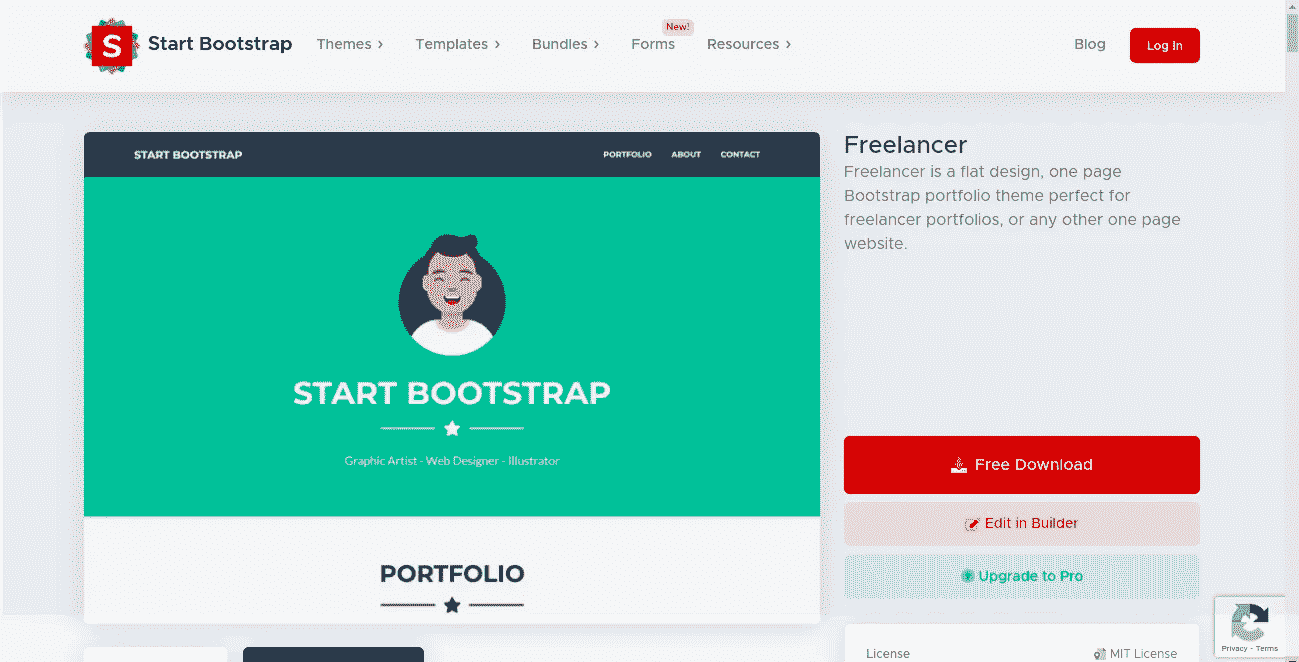 S Start Bootstrap Themes › Templates › Bundles › Forms New! Resources › Blog Log In
START BOOTSTRAP PORTFOLIO ABOUT CONTACT
START BOOTSTRAP
Graphic Artist - Web Designer - Illustrator
PORTFOLIO
Freelancer
Freelancer is a flat design, one page
Bootstrap portfolio theme perfect for
freelancer portfolios, or any other one page
website.
Free Download
Edit in Builder
Upgrade to Pro
License MIT License
Privacy - Terms